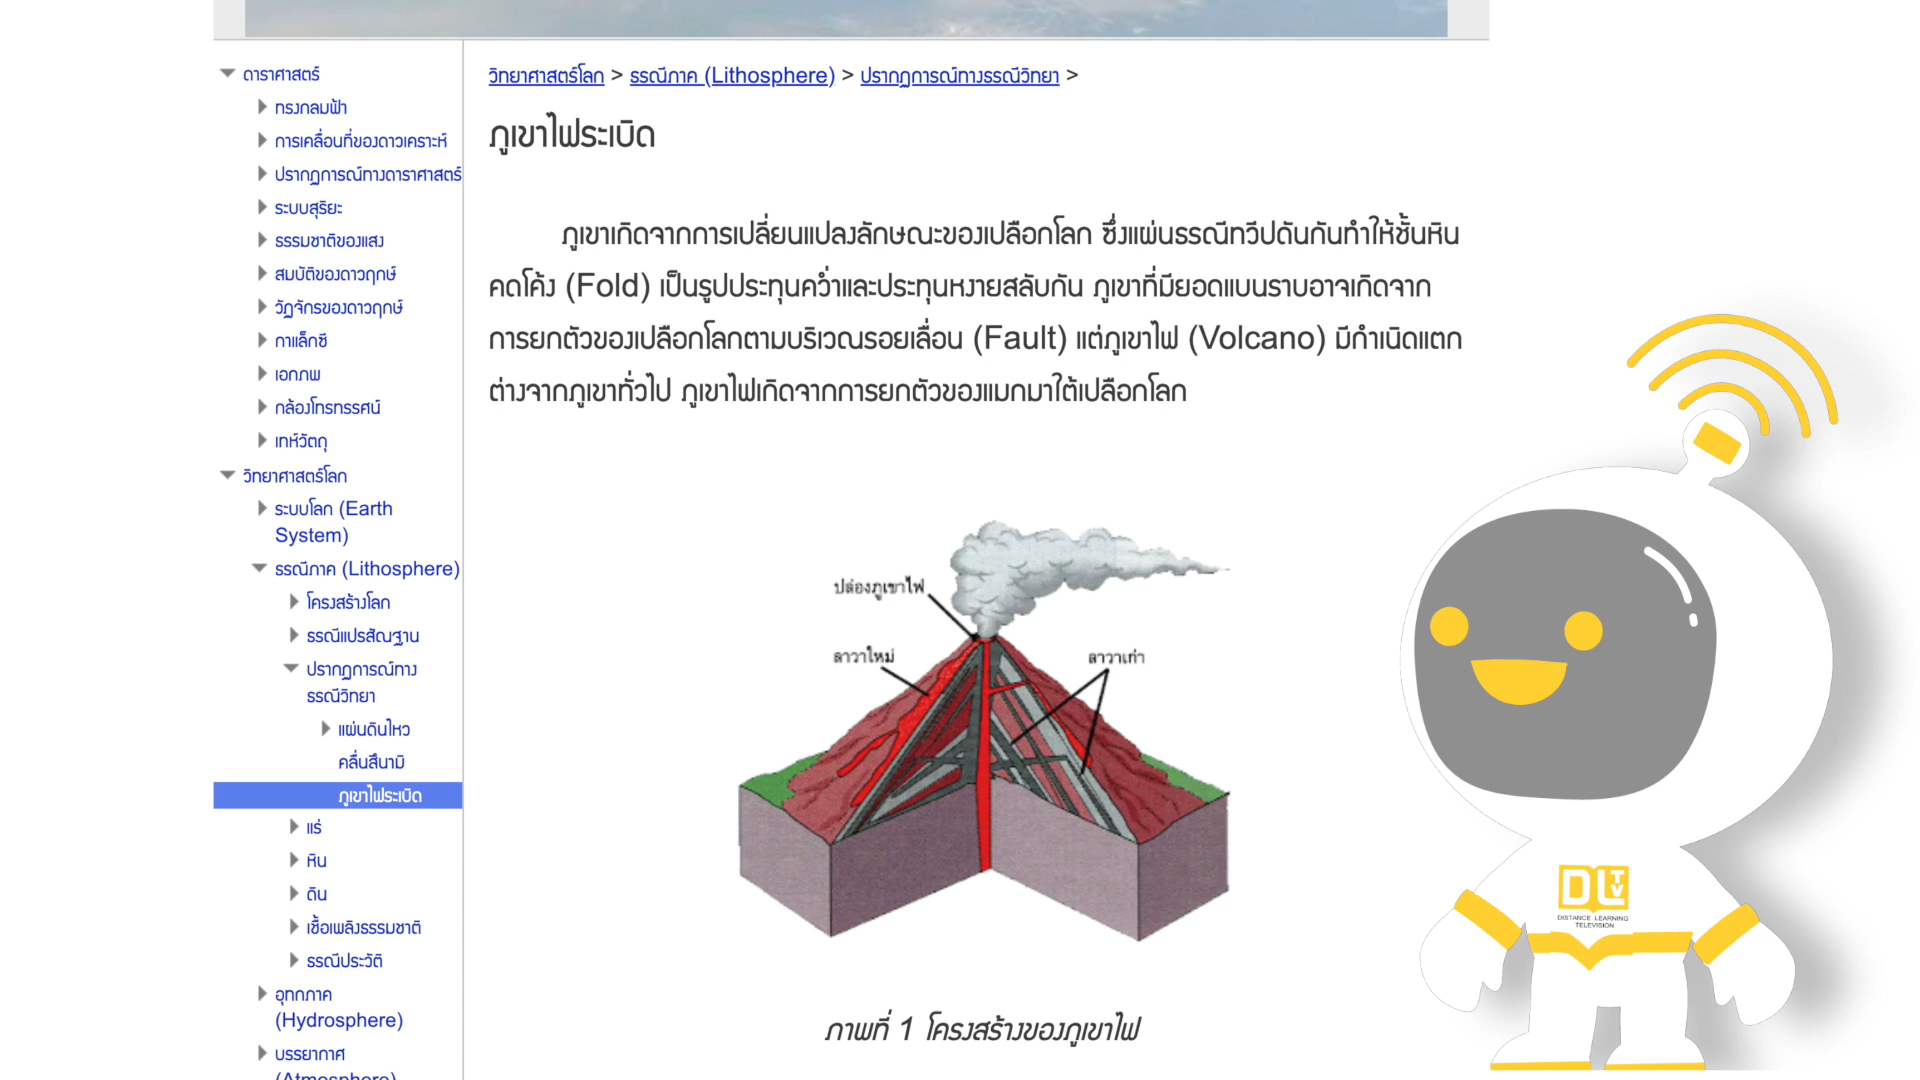 ดาราศาสตร์
ทรงกลมฟ้า
การเคลื่อนที่ของดาวเคราะห์
ปรากฏการณ์ทางดาราศาสตร์
ระบบสุริยะ
ธรรมชาติของแสง
สมบัติของดาวฤกษ์
วัฏจักรของดาวฤกษ์
กาแล็กซี
เอกภพ
กล้องโทรทรรศน์
เทห์วัตถุ
วิทยาศาสตร์โลก
ระบบโลก (Earth
System)
ธรณีภาค (Lithosphere)
โครงสร้างโลก
ธรณีแปรสัณฐาน
ปรากฏการณ์ทาง
ธรณีวิทยา
แผ่นดินไหว
คลื่นสึนามิ
ภูเขาไฟระเบิด
แร่
หิน
ดิน
เชื้อเพลิงธรรมชาติ
ธรณีประวัติ
อุทกภาค
(Hydrosphere)
บรรยากาศ
(Atmosphere)
วิทยาศาสตร์โลก > ธรณีภาค (Lithosphere) > ปรากฏการณ์ทางธรณีวิทยา >
ภูเขาไฟระเบิด
ภูเขาเกิดจากการเปลี่ยนแปลงลักษณะของเปลือกโลก ซึ่งแผ่นธรณีทวีปดันกันทำให้ชั้นหิน
คดโค้ง (Fold) เป็นรูปประทุนคว่ำและประทุนหงายสลับกัน ภูเขาที่มียอดแบนราบอาจเกิดจาก
การยกตัวของเปลือกโลกตามบริเวณรอยเลื่อน (Fault) แต่ภูเขาไฟ (Volcano) มีกำเนิดแตก
ต่างจากภูเขาทั่วไป ภูเขาไฟเกิดจากการยกตัวของแมกมาใต้เปลือกโลก
ปล่องภูเขาไฟ
ลาวาใหม่
ลาวาเก่า
ภาพที่ 1 โครงสร้างของภูเขาไฟ
DLTV
DISTANCE LEARNING
TELEVISION